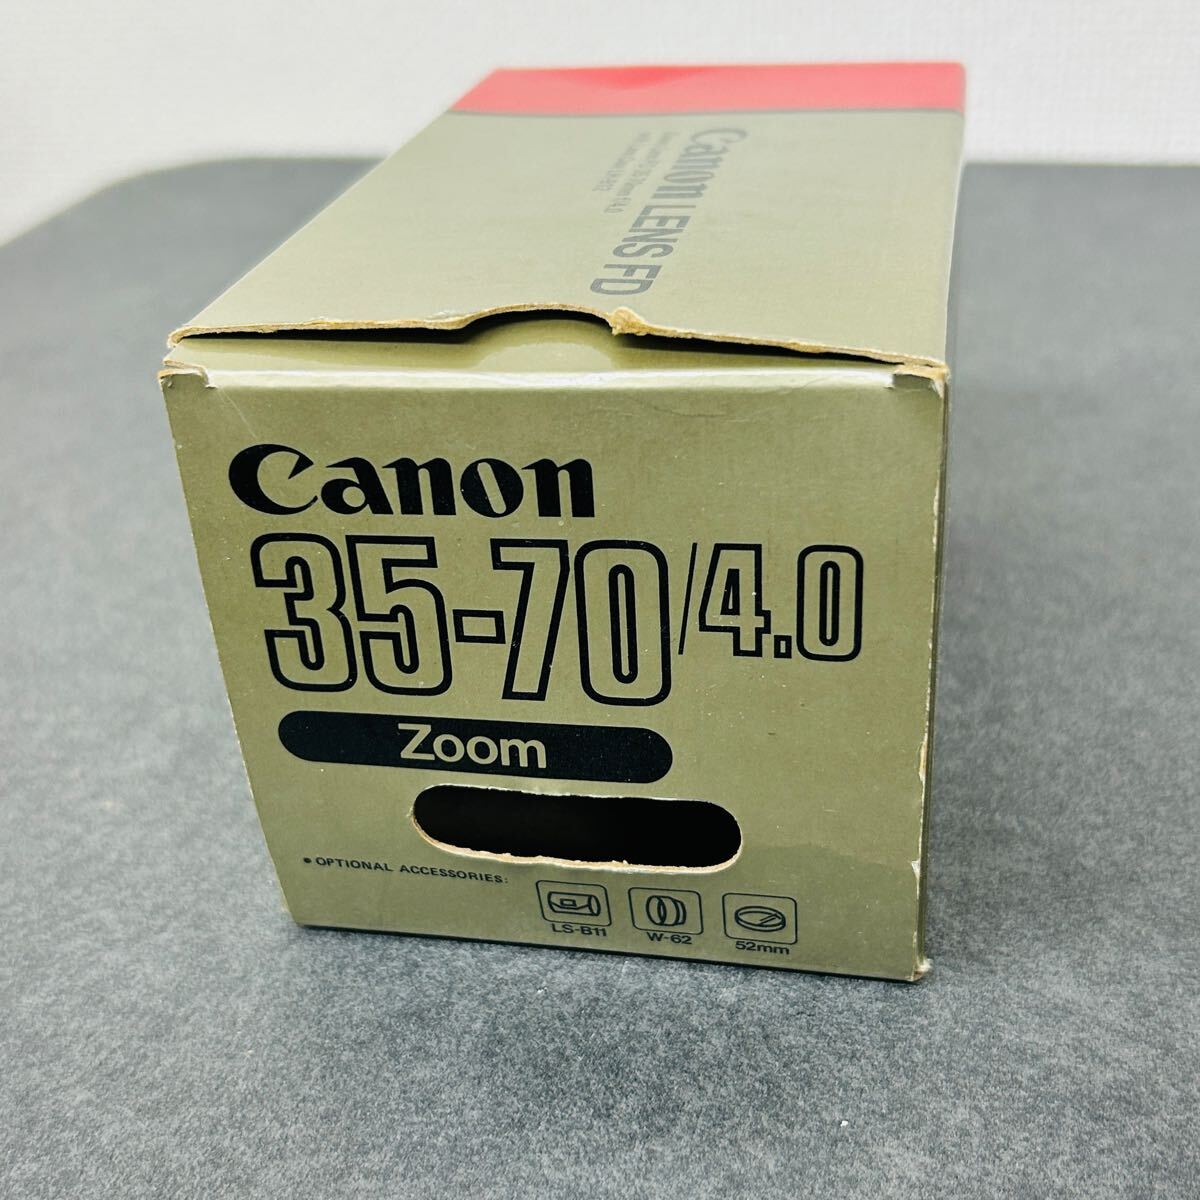 Canon LENS FD
Canon
35-70/4.0
Zoom
• OPTIONAL ACCESSORIES:
LS-B11
W-62
52mm